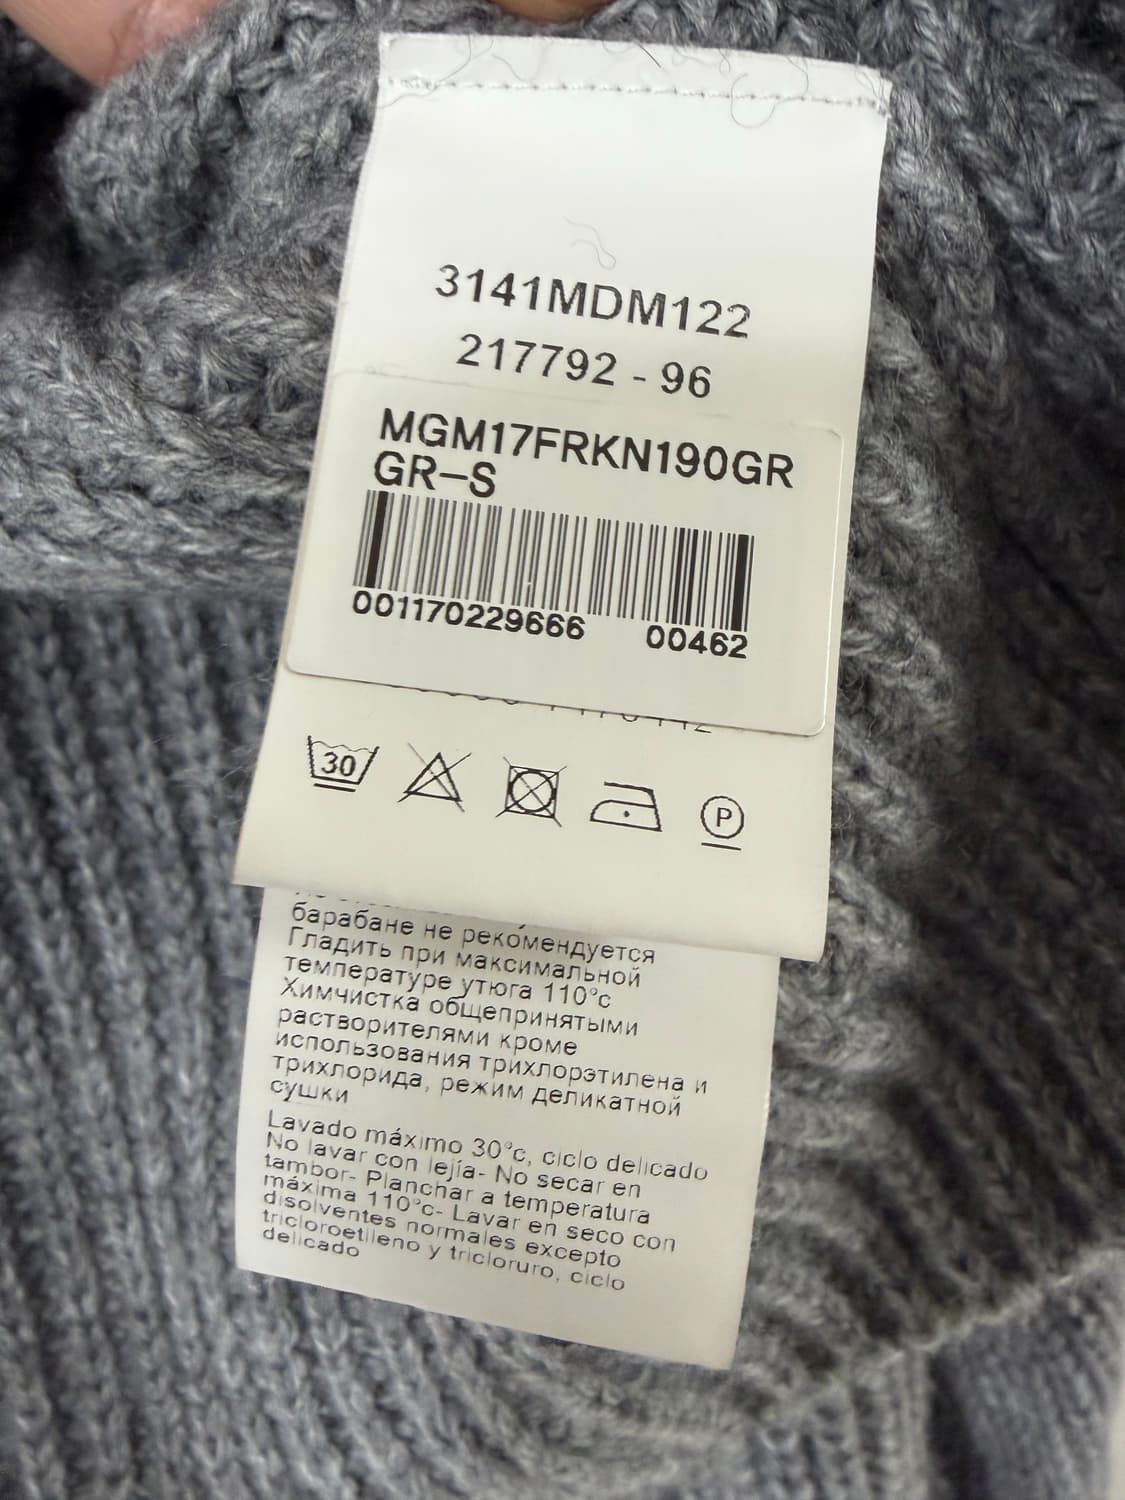 3141MDM122
217792 - 96
MGM17FRKN190GR
GR-S
001170229666 00462
30
P
барабане не рекомендуется
Гладить при максимальной
температуре утюга 110°с
Химчистка общепринятыми
растворителями кроме
использования трихлорэтилена и
трихлорида, режим деликатной
сушки
Lavado máximo 30°c, ciclo delicado
No lavar con lejía- No secar en
tambor- Planchar a temperatura
máxima 110°c- Lavar en seco con
disolventes normales excepto
tricloroetileno y tricloruro, ciclo
delicado